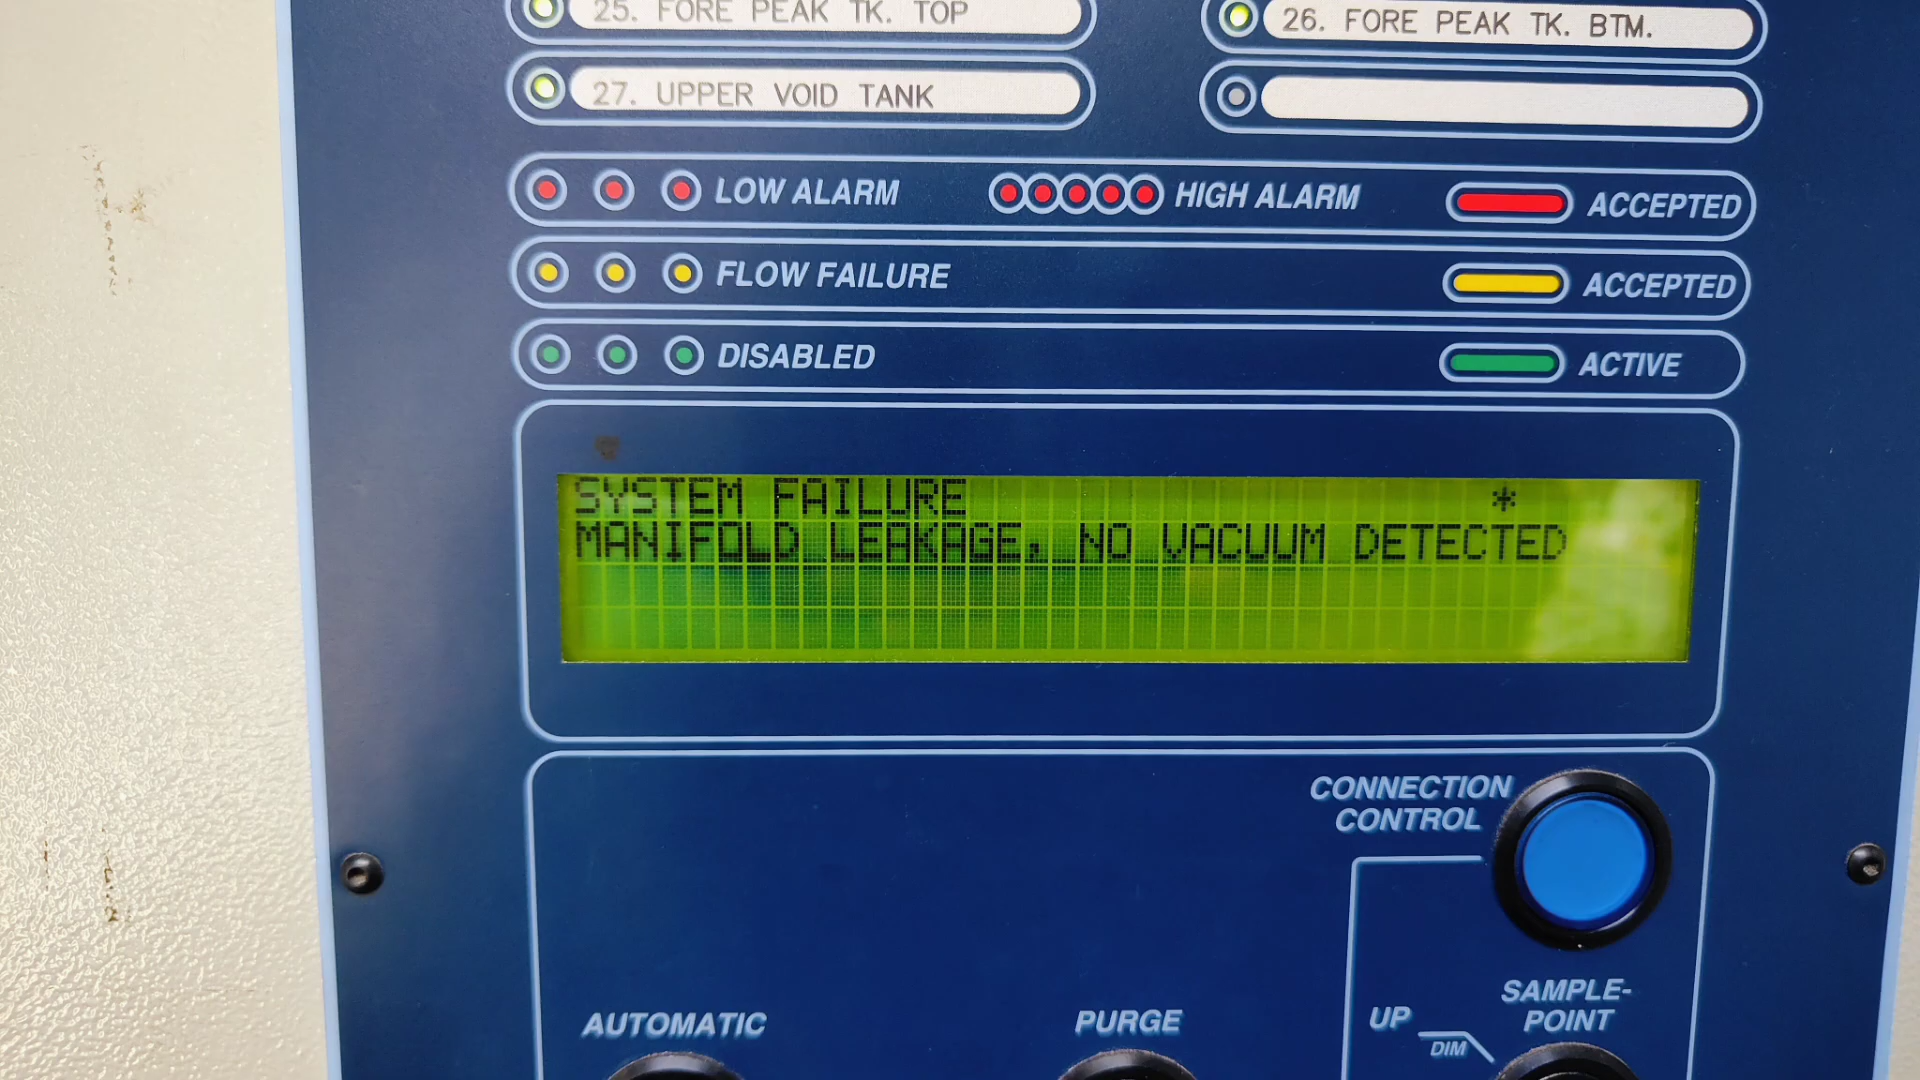 25. FORE PEAK TK. TOP
26. FORE PEAK TK. BTM.
27. UPPER VOID TANK
LOW ALARM
HIGH ALARM
ACCEPTED
FLOW FAILURE
ACCEPTED
DISABLED
ACTIVE
SYSTEM FAILURE *
MANIFOLD LEAKAGE, NO VACUUM DETECTED
CONNECTION
CONTROL
AUTOMATIC
PURGE
UP
DIM
SAMPLE-
POINT